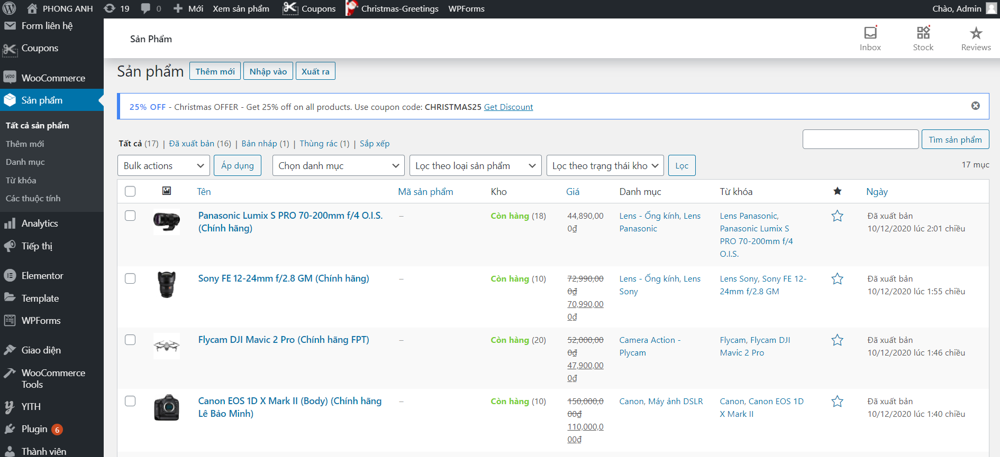 PHONG ANH 19 0 Mới Xem sản phẩm Coupons Christmas-Greetings WPForms Chào, Admin
Form liên hệ
Coupons
WooCommerce
Sản phẩm
Tất cả sản phẩm
Thêm mới
Danh mục
Từ khóa
Các thuộc tính
Analytics
Tiếp thị
Elementor
Template
WPForms
Giao diện
WooCommerce
Tools
YITH
Plugin 6
Thành viên
Sản Phẩm
Inbox Stock Reviews
Sản phẩm Thêm mới Nhập vào Xuất ra
25% OFF - Christmas OFFER - Get 25% off on all products. Use coupon code: CHRISTMAS25 Get Discount
Tất cả (17) | Đã xuất bản (16) | Bản nháp (1) | Thùng rác (1) | Sắp xếp
Tìm sản phẩm
Bulk actions Áp dụng Chọn danh mục Lọc theo loại sản phẩm Lọc theo trạng thái kho Lọc
17 mục
Tên Mã sản phẩm Kho Giá Danh mục Từ khóa Ngày
Panasonic Lumix S PRO 70-200mm f/4 O.I.S. – Còn hàng (18) 44,890,00 Lens - Ống kính, Lens Lens Panasonic, Đã xuất bản
(Chính hãng) 0₫ Panasonic Panasonic Lumix S 10/12/2020 lúc 2:01 chiều
PRO 70-200mm f/4
O.I.S.
Sony FE 12-24mm f/2.8 GM (Chính hãng) – Còn hàng (10) 72,990,00 Lens - Ống kính, Lens Lens Sony, Sony FE 12- Đã xuất bản
0₫ Sony 24mm f/2.8 GM 10/12/2020 lúc 1:55 chiều
70,990,00
0₫
Flycam DJI Mavic 2 Pro (Chính hãng FPT) – Còn hàng (20) 52,000,00 Camera Action - Flycam, Flycam DJI Đã xuất bản
0₫ Plycam Mavic 2 Pro 10/12/2020 lúc 1:46 chiều
47,900,00
0₫
Canon EOS 1D X Mark II (Body) (Chính hãng – Còn hàng (10) 150,000,0 Canon, Máy ảnh DSLR Canon, Canon EOS 1D Đã xuất bản
Lê Bảo Minh) 00₫ X Mark II 10/12/2020 lúc 1:40 chiều
110,000,0
00₫